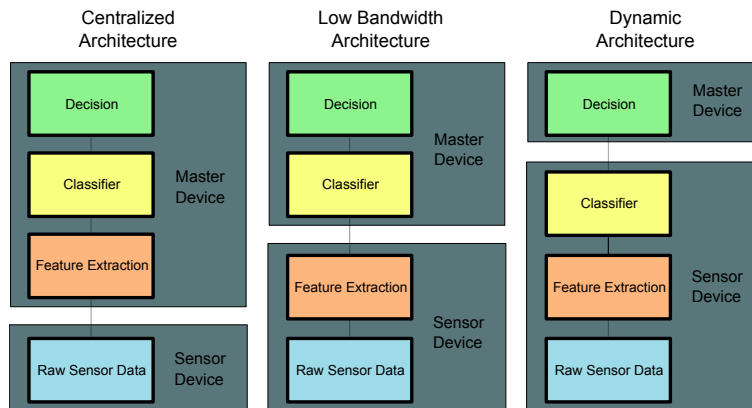 Centralized
Architecture
Decision
Classifier
Master
Device
Feature Extraction
Raw Sensor Data
Sensor
Device
Low Bandwidth
Architecture
Decision
Master
Device
Classifier
Feature Extraction
Sensor
Device
Raw Sensor Data
Dynamic
Architecture
Decision
Master
Device
Classifier
Feature Extraction
Sensor
Device
Raw Sensor Data